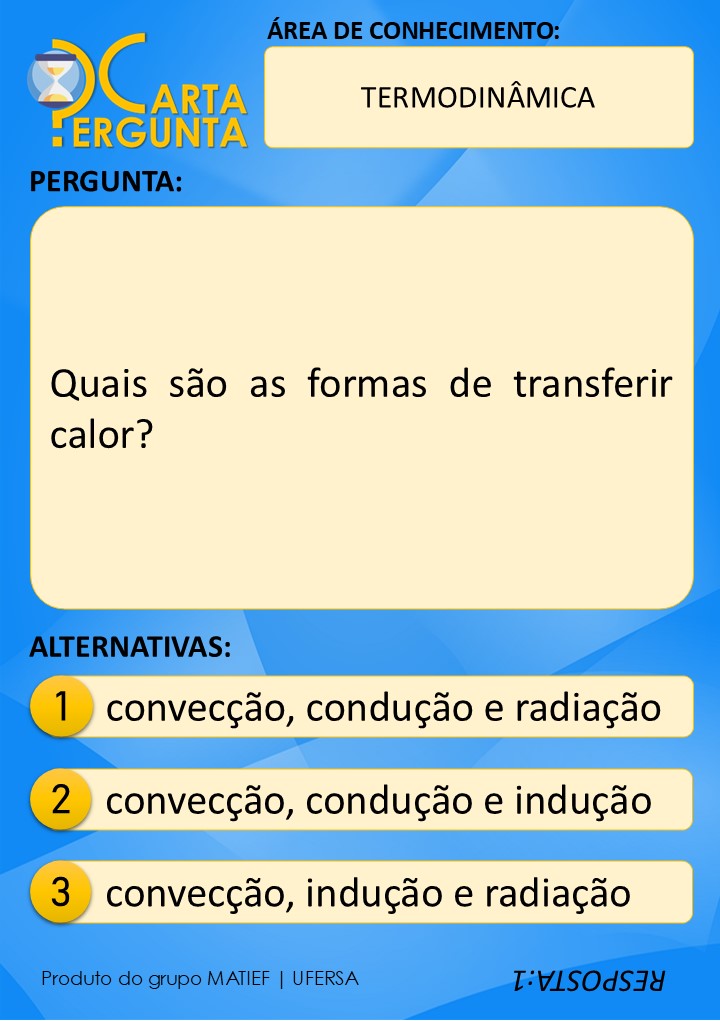 CARTA
PERGUNTA
ÁREA DE CONHECIMENTO:
TERMODINÂMICA
PERGUNTA:
Quais são as formas de transferir
calor?
ALTERNATIVAS:
1 convecção, condução e radiação
2 convecção, condução e indução
3 convecção, indução e radiação
Produto do grupo MATIEF | UFERSA
RESPOSTA:1